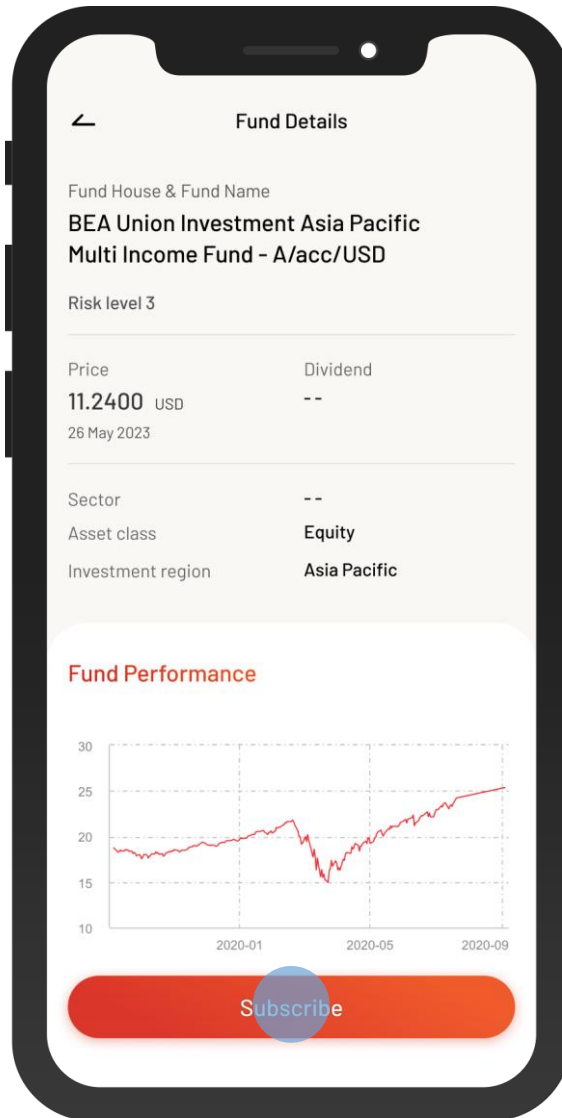 Fund Details
Fund House & Fund Name
BEA Union Investment Asia Pacific
Multi Income Fund - A/acc/USD
Risk level 3
Price Dividend
11.2400 USD --
26 May 2023
Sector --
Asset class Equity
Investment region Asia Pacific
Fund Performance
30
25
20
15
10
2020-01 2020-05 2020-09
Subscribe